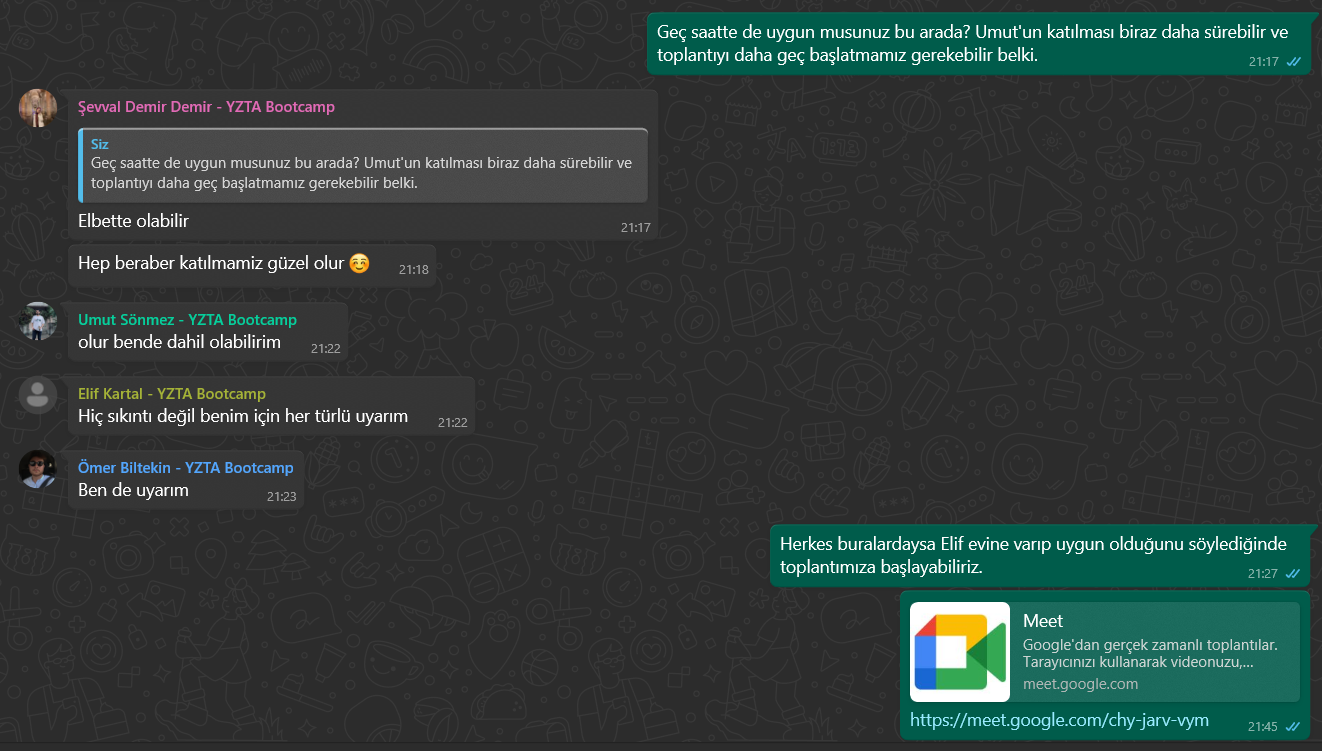 Geç saatte de uygun musunuz bu arada? Umut'un katılması biraz daha sürebilir ve
toplantıyı daha geç başlatmamız gerekebilir belki.
21:17
Şevval Demir Demir - YZTA Bootcamp
Siz
Geç saatte de uygun musunuz bu arada? Umut'un katılması biraz daha sürebilir ve
toplantıyı daha geç başlatmamız gerekebilir belki.
Elbette olabilir
21:17
Hep beraber katılmamiz güzel olur ☺️
21:18
Umut Sönmez - YZTA Bootcamp
olur bende dahil olabilirim
21:22
Elif Kartal - YZTA Bootcamp
Hiç sıkıntı değil benim için her türlü uyarım
21:22
Ömer Biltekin - YZTA Bootcamp
Ben de uyarım
21:23
Herkes buralardaysa Elif evine varıp uygun olduğunu söylediğinde
toplantımıza başlayabiliriz.
21:27
Meet
Google'dan gerçek zamanlı toplantılar.
Tarayıcınızı kullanarak videonuzu,...
meet.google.com
https://meet.google.com/chy-jarv-vym
21:45